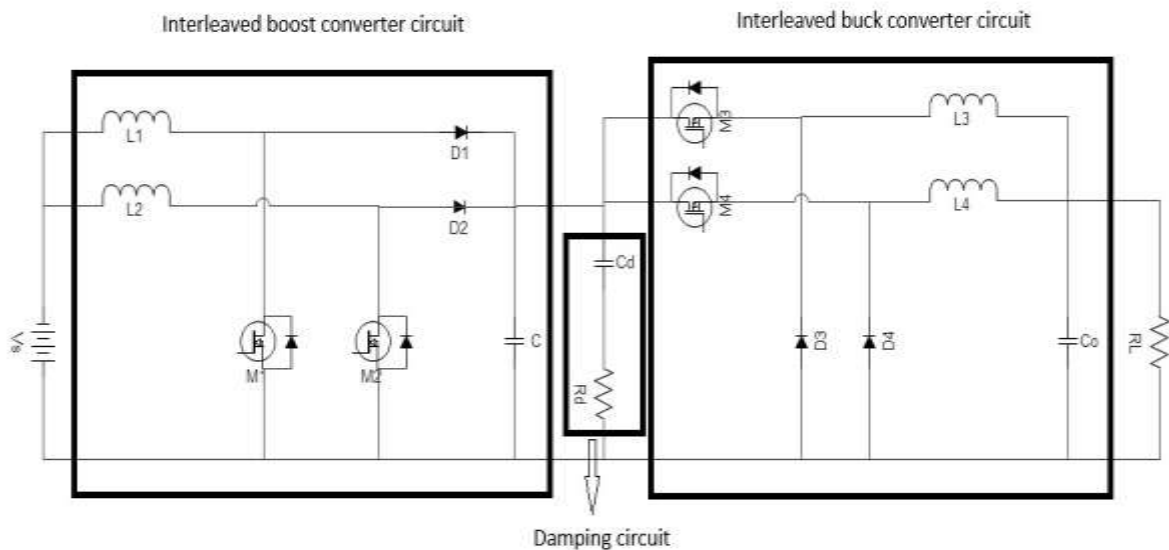 Interleaved boost converter circuit
Interleaved buck converter circuit
L1
D1
L2
D2
M3
L3
M4
L4
Cd
Vs
M1
M2
C
Rd
D3
D4
Co
RL
Damping circuit